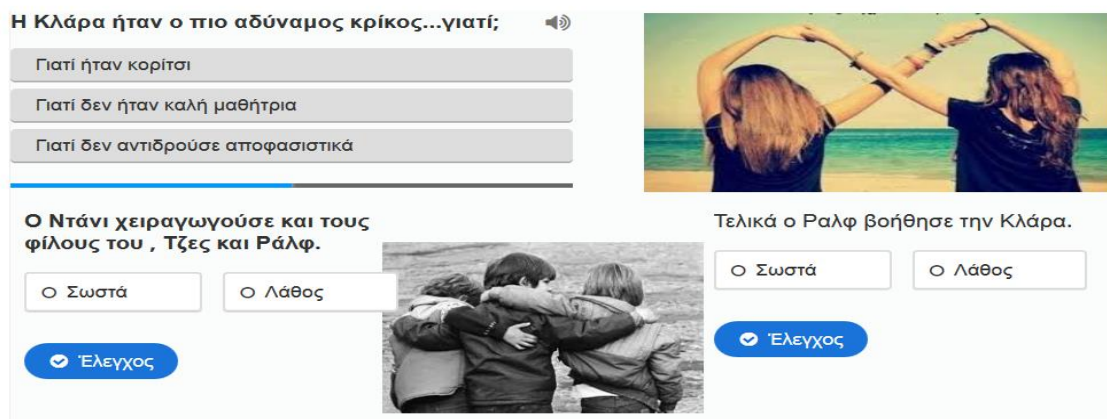 Η Κλάρα ήταν ο πιο αδύναμος κρίκος...γιατί;
Γιατί ήταν κορίτσι
Γιατί δεν ήταν καλή μαθήτρια
Γιατί δεν αντιδρούσε αποφασιστικά
Ο Ντάνι χειραγωγούσε και τους
φίλους του , Τζες και Ράλφ.
Σωστά
Λάθος
Έλεγχος
Τελικά ο Ραλφ βοήθησε την Κλάρα.
Σωστά
Λάθος
Έλεγχος